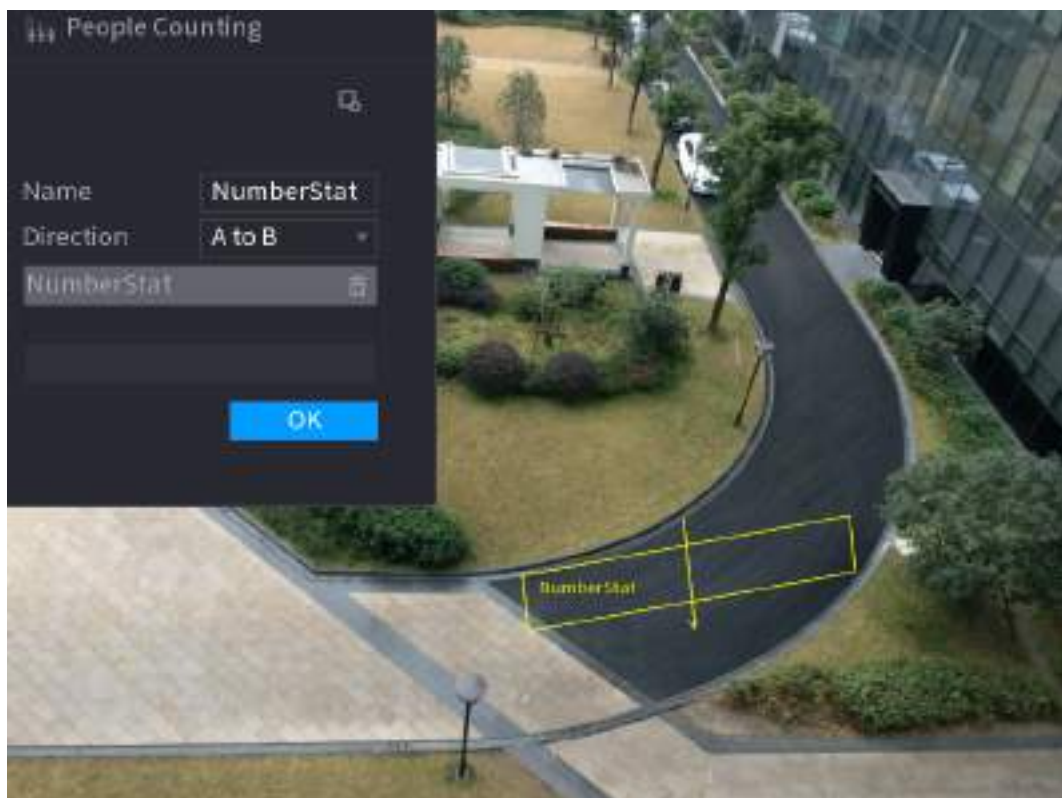 People Counting
Name NumberStat
Direction A to B
NumberStat
OK
NumberStat